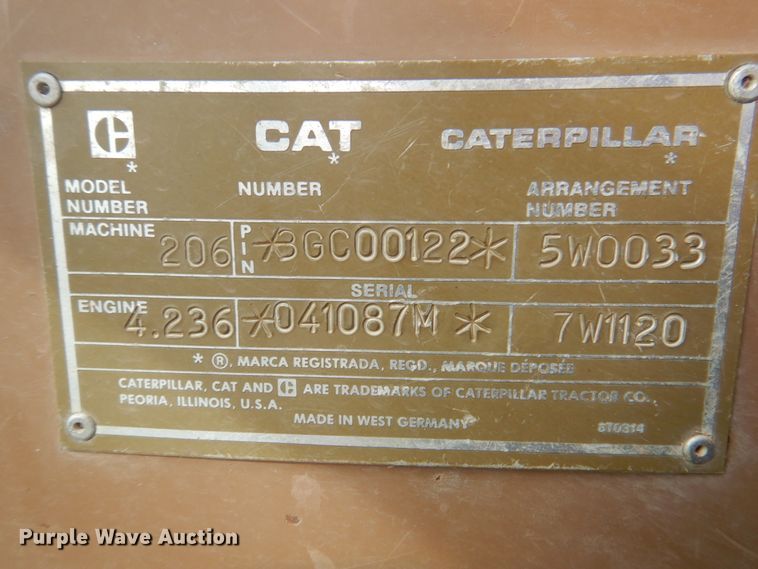 C CAT CATERPILLAR
* * *
MODEL NUMBER NUMBER ARRANGEMENT NUMBER
MACHINE 206 PIN *3GC00122* 5W0033
SERIAL
ENGINE 4.236 *041087M * 7W1120
* ®, MARCA REGISTRADA, REGD., MARQUE DÉPOSÉE
CATERPILLAR, CAT AND C ARE TRADEMARKS OF CATERPILLAR TRACTOR CO.
PEORIA, ILLINOIS, U.S.A.
MADE IN WEST GERMANY 8T0314
Purple Wave Auction